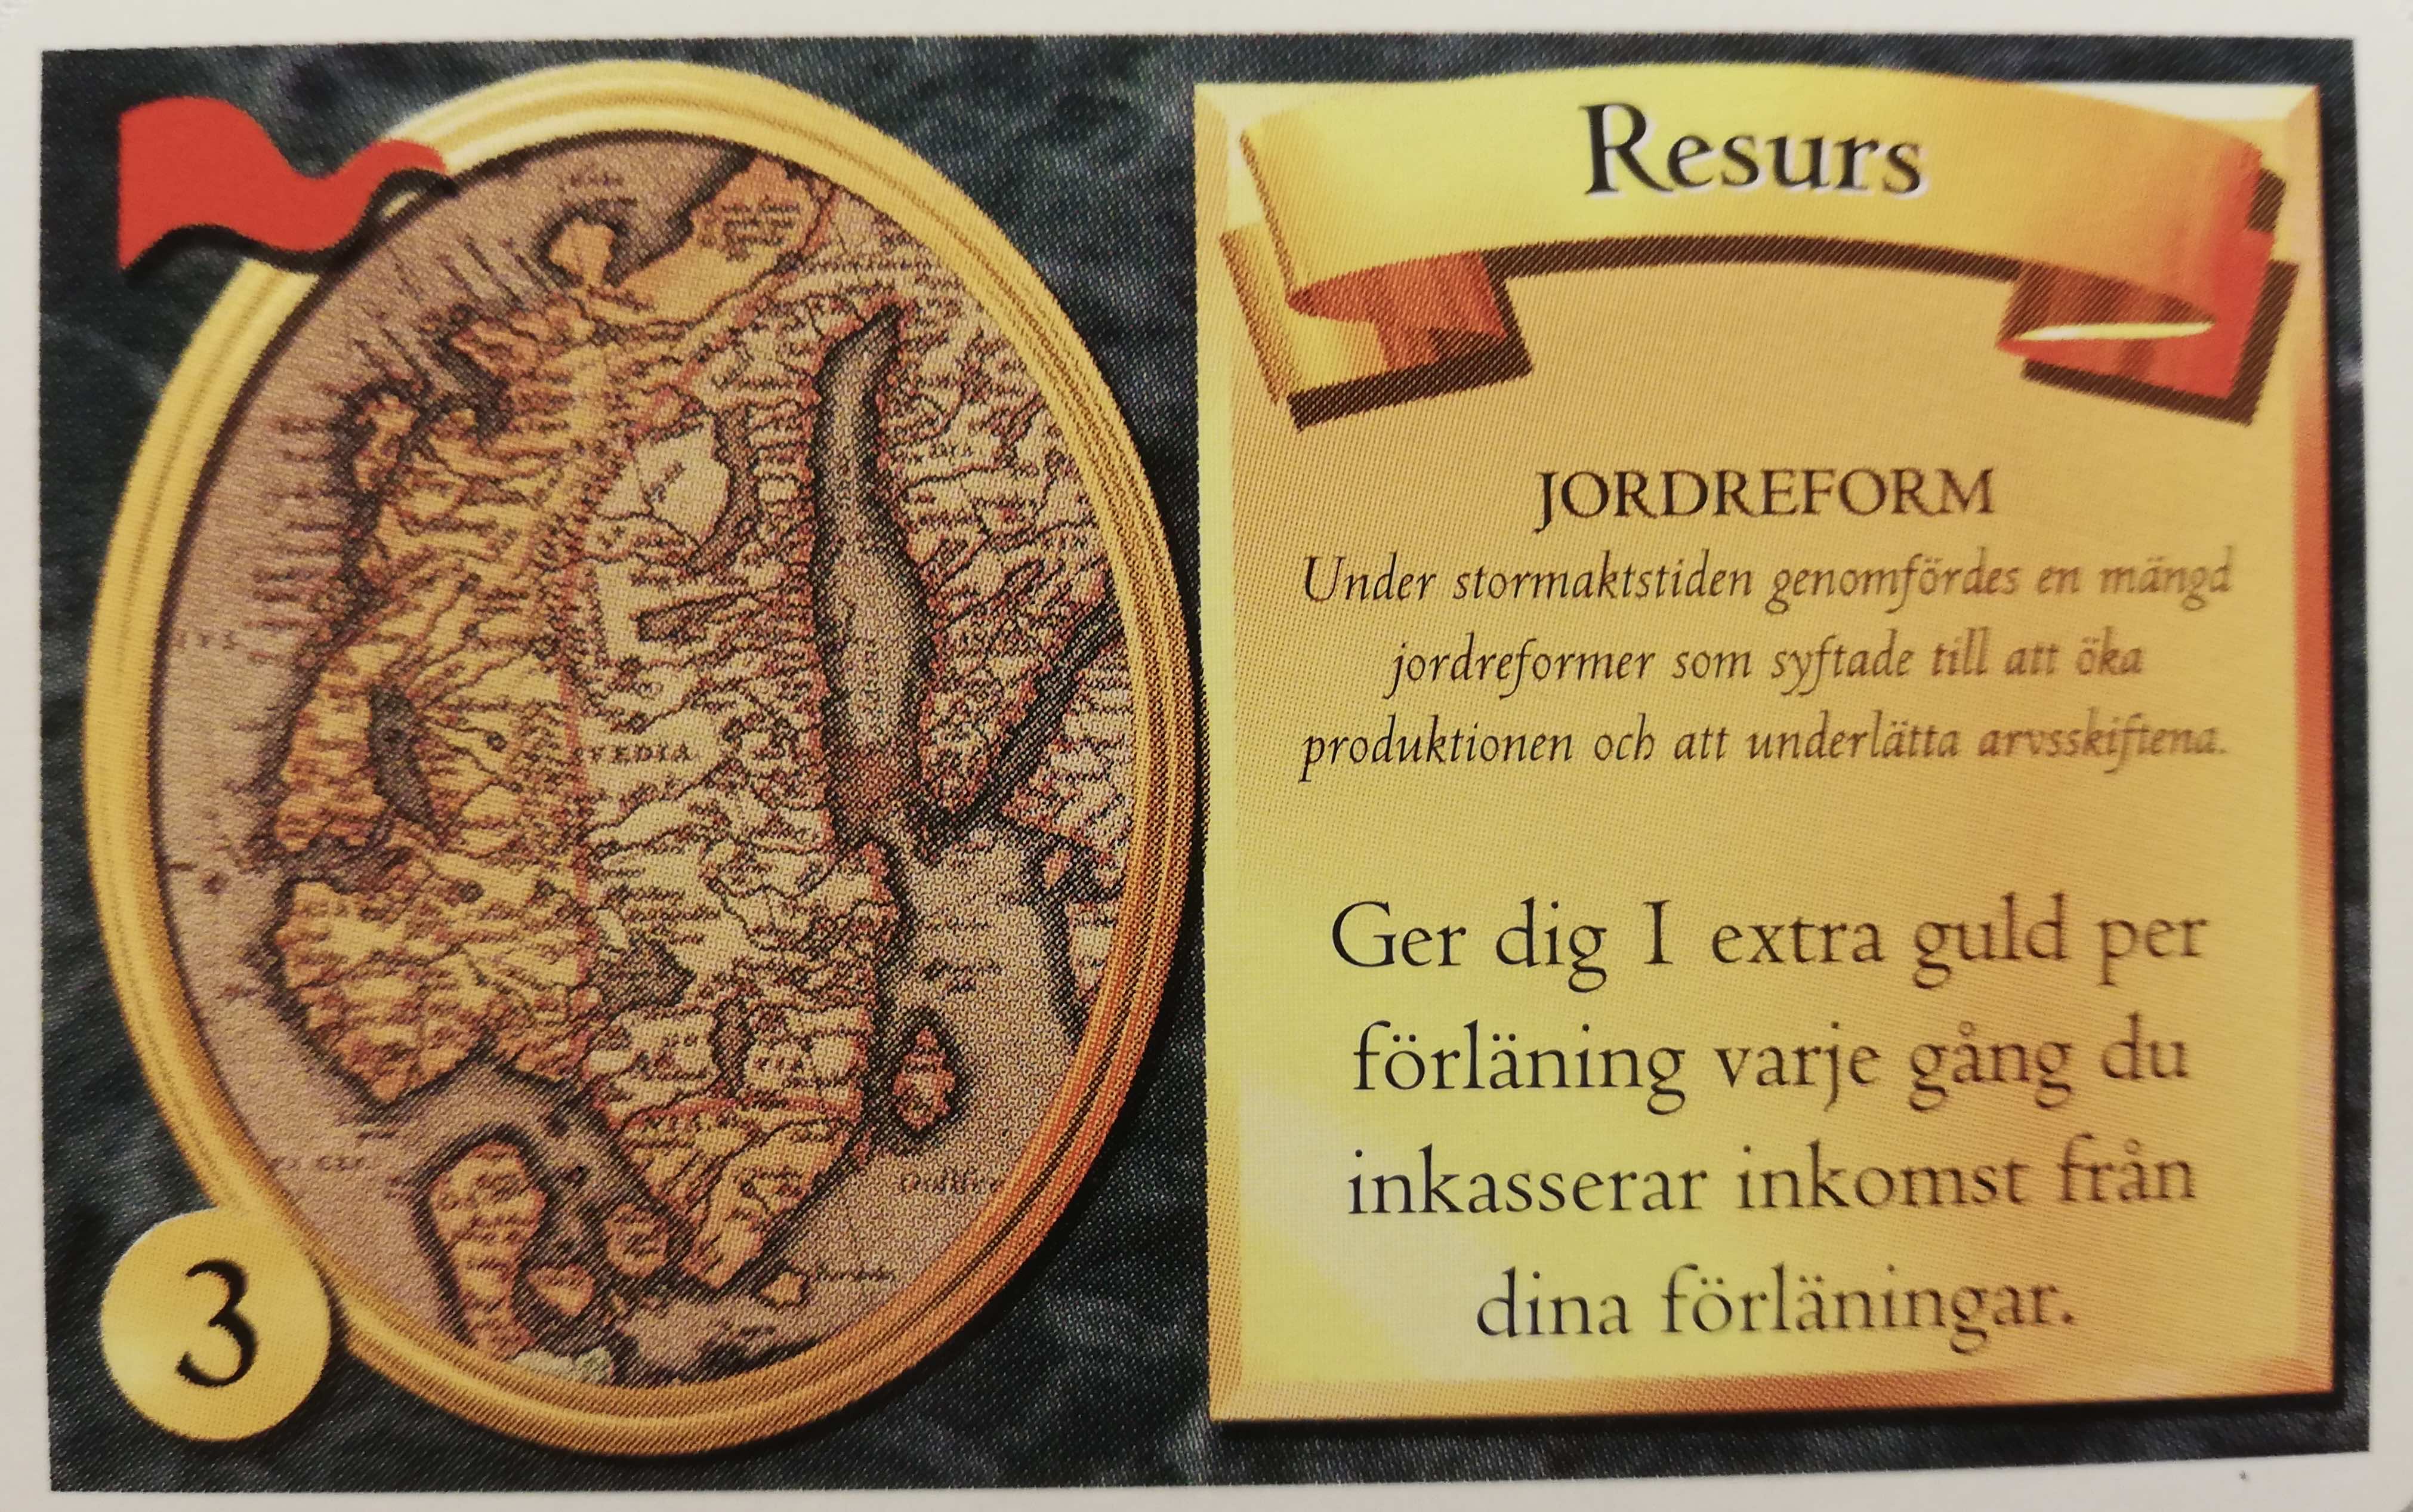 Resurs
JORDREFORM
Under stormaktstiden genomfördes en mängd
jordreformer som syftade till att öka
produktionen och att underlätta arvsskiftena.
Ger dig I extra guld per
förläning varje gång du
inkasserar inkomst från
dina förläningar.
3